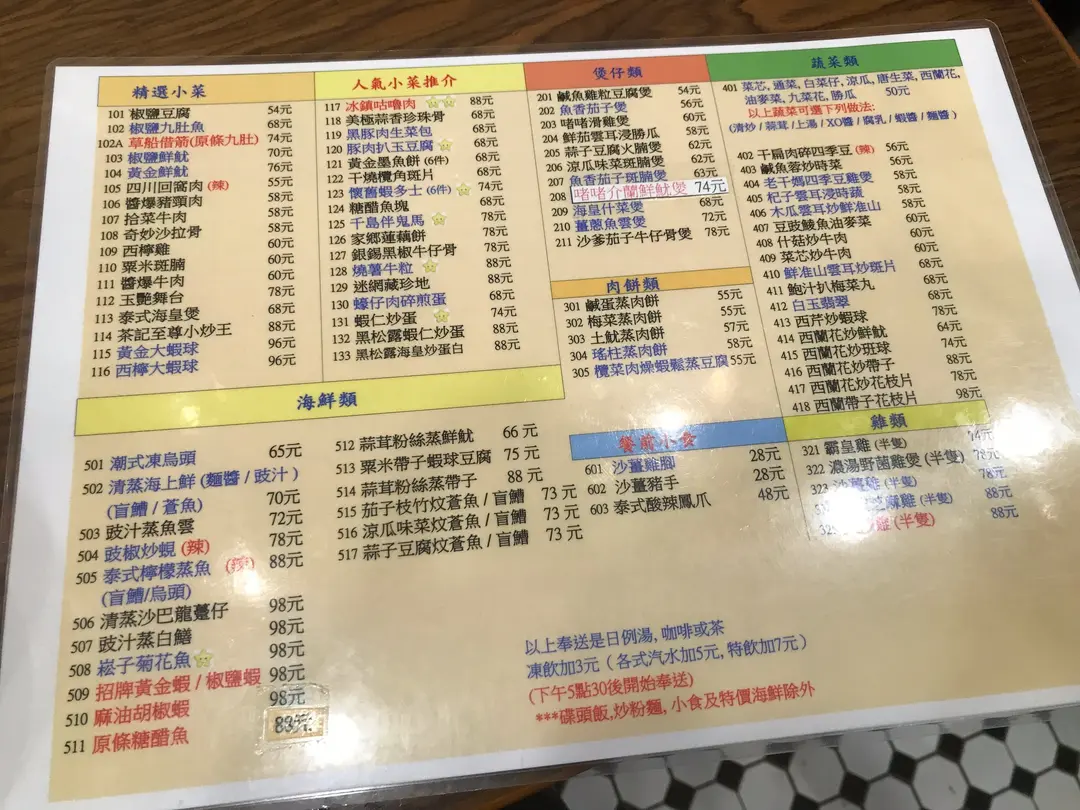 精選小菜
101 椒鹽豆腐 54元
102 椒鹽九肚魚 68元
102A 草船借箭(原條九肚) 74元
103 椒鹽鮮魷 70元
104 黃金鮮魷 76元
105 四川回窩肉 (辣) 55元
106 醬爆豬頸肉 58元
107 拾菜牛肉 58元
108 奇妙沙拉骨 58元
109 西檸雞 60元
110 粟米斑腩 60元
111 醬爆牛肉 60元
112 玉艷舞台 78元
113 泰式海皇煲 68元
114 茶記至尊小炒王 88元
115 黃金大蝦球 96元
116 西檸大蝦球 96元
人氣小菜推介
117 冰鎮咕嚕肉 88元
118 美極蒜香珍珠骨 68元
119 黑豚肉生菜包 68元
120 豚肉扒玉豆腐 68元
121 黃金墨魚餅 (6件) 68元
122 干燒欖角斑片 68元
123 懷舊蝦多士 (6件) 74元
124 糖醋魚塊 68元
125 千島伴鬼馬 78元
126 家鄉蓮藕餅 78元
127 銀錫黑椒牛仔骨 78元
128 燒薯牛粒 88元
129 迷網藏珍地 88元
130 蠔仔肉碎煎蛋 68元
131 蝦仁炒蛋 74元
132 黑松露蝦仁炒蛋 88元
133 黑松露海皇炒蛋白 88元
煲仔類
201 鹹魚雞粒豆腐煲 54元
202 魚香茄子煲 56元
203 啫啫滑雞煲 56元
204 鮮茄雲耳浸勝瓜 58元
205 蒜子豆腐火腩煲 62元
206 涼瓜味菜斑腩煲 62元
207 魚香茄子斑腩煲 63元
208 啫啫介蘭鮮魷煲 74元
209 海皇什菜煲 68元
210 薑蔥魚雲煲 72元
211 沙爹茄子牛仔骨煲 78元
肉餅類
301 鹹蛋蒸肉餅 55元
302 梅菜蒸肉餅 55元
303 土魷蒸肉餅 57元
304 瑤柱蒸肉餅 58元
305 欖菜肉燥蝦鬆蒸豆腐 55元
蔬菜類
401 菜芯, 通菜, 白菜仔, 涼瓜, 唐生菜, 西蘭花,
油麥菜, 九菜花, 勝瓜 50元
以上蔬菜可選下列做法:
(清炒 / 蒜茸 / 上湯 / XO醬 / 腐乳 / 蝦醬 / 麵醬 )
402 干扁肉碎四季豆 (辣) 56元
403 鹹魚蓉炒時菜 56元
404 老干媽四季豆雞煲 58元
405 杞子雲耳浸時蔬 58元
406 木瓜雲耳炒鮮准山 58元
407 豆豉鯪魚油麥菜 58元
408 什菇炒牛肉 60元
409 菜芯炒牛肉 60元
410 鮮准山雲耳炒斑片 68元
411 鮑汁扒梅菜丸 68元
412 白玉翡翠 68元
413 西芹炒蝦球 78元
414 西蘭花炒鮮魷 64元
415 西蘭花炒班球 74元
416 西蘭花炒帶子 88元
417 西蘭花炒花枝片 78元
418 西蘭帶子花枝片 98元
海鮮類
501 潮式凍烏頭 65元
502 清蒸海上鮮 (麵醬 / 豉汁 )
(盲鰽 / 蒼魚) 70元
503 豉汁蒸魚雲 72元
504 豉椒炒蜆 (辣) 78元
505 泰式檸檬蒸魚 (辣) 88元
(盲鰽/烏頭)
506 清蒸沙巴龍躉仔 98元
507 豉汁蒸白鱔 98元
508 崧子菊花魚 98元
509 招牌黃金蝦 / 椒鹽蝦 98元
510 麻油胡椒蝦 98元
511 原條糖醋魚 88元
512 蒜茸粉絲蒸鮮魷 66 元
513 粟米帶子蝦球豆腐 75 元
514 蒜茸粉絲蒸帶子 88 元
515 茄子枝竹炆蒼魚 / 盲鰽 73 元
516 涼瓜味菜炆蒼魚 / 盲鰽 73 元
517 蒜子豆腐炆蒼魚 / 盲鰽 73 元
餐前小食
601 沙薑雞腳 28元
602 沙薑豬手 28元
603 泰式酸辣鳳爪 48元
雞類
321 霸皇雞 (半隻) 74元
322 濃湯野菌雞煲 (半隻) 78元
323 沙薑雞 (半隻) 78元
麻雞 (半隻) 88元
雞 (半隻) 88元
以上奉送是日例湯, 咖啡或茶
凍飲加3元 ( 各式汽水加5元, 特飲加7元 )
(下午5點30後開始奉送)
***碟頭飯,炒粉麵, 小食及特價海鮮除外